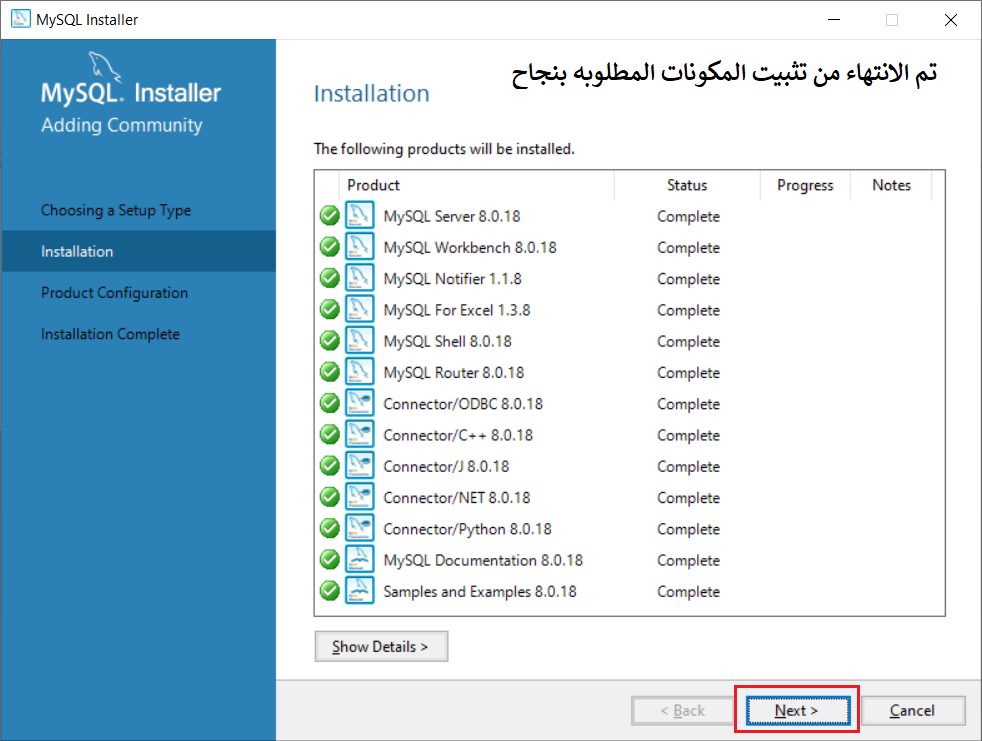 MySQL Installer
MySQL. Installer
Adding Community
Choosing a Setup Type
Installation
Product Configuration
Installation Complete
تم الانتهاء من تثبيت المكونات المطلوبه بنجاح
Installation
The following products will be installed.
Product Status Progress Notes
MySQL Server 8.0.18 Complete
MySQL Workbench 8.0.18 Complete
MySQL Notifier 1.1.8 Complete
MySQL For Excel 1.3.8 Complete
MySQL Shell 8.0.18 Complete
MySQL Router 8.0.18 Complete
Connector/ODBC 8.0.18 Complete
Connector/C++ 8.0.18 Complete
Connector/J 8.0.18 Complete
Connector/NET 8.0.18 Complete
Connector/Python 8.0.18 Complete
MySQL Documentation 8.0.18 Complete
Samples and Examples 8.0.18 Complete
Show Details >
< Back Next > Cancel